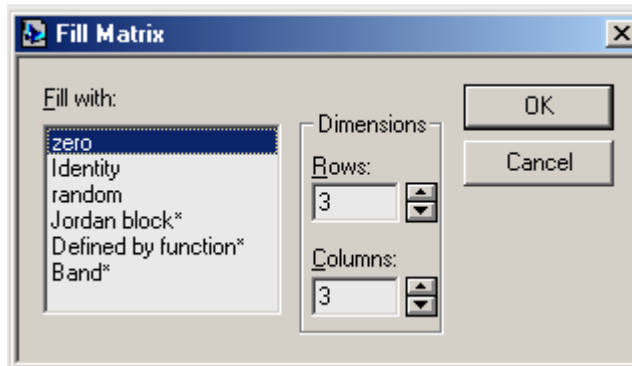 Fill Matrix
Fill with:
zero
Identity
random
Jordan block*
Defined by function*
Band*
Dimensions
Rows:
3
Columns:
3
OK
Cancel